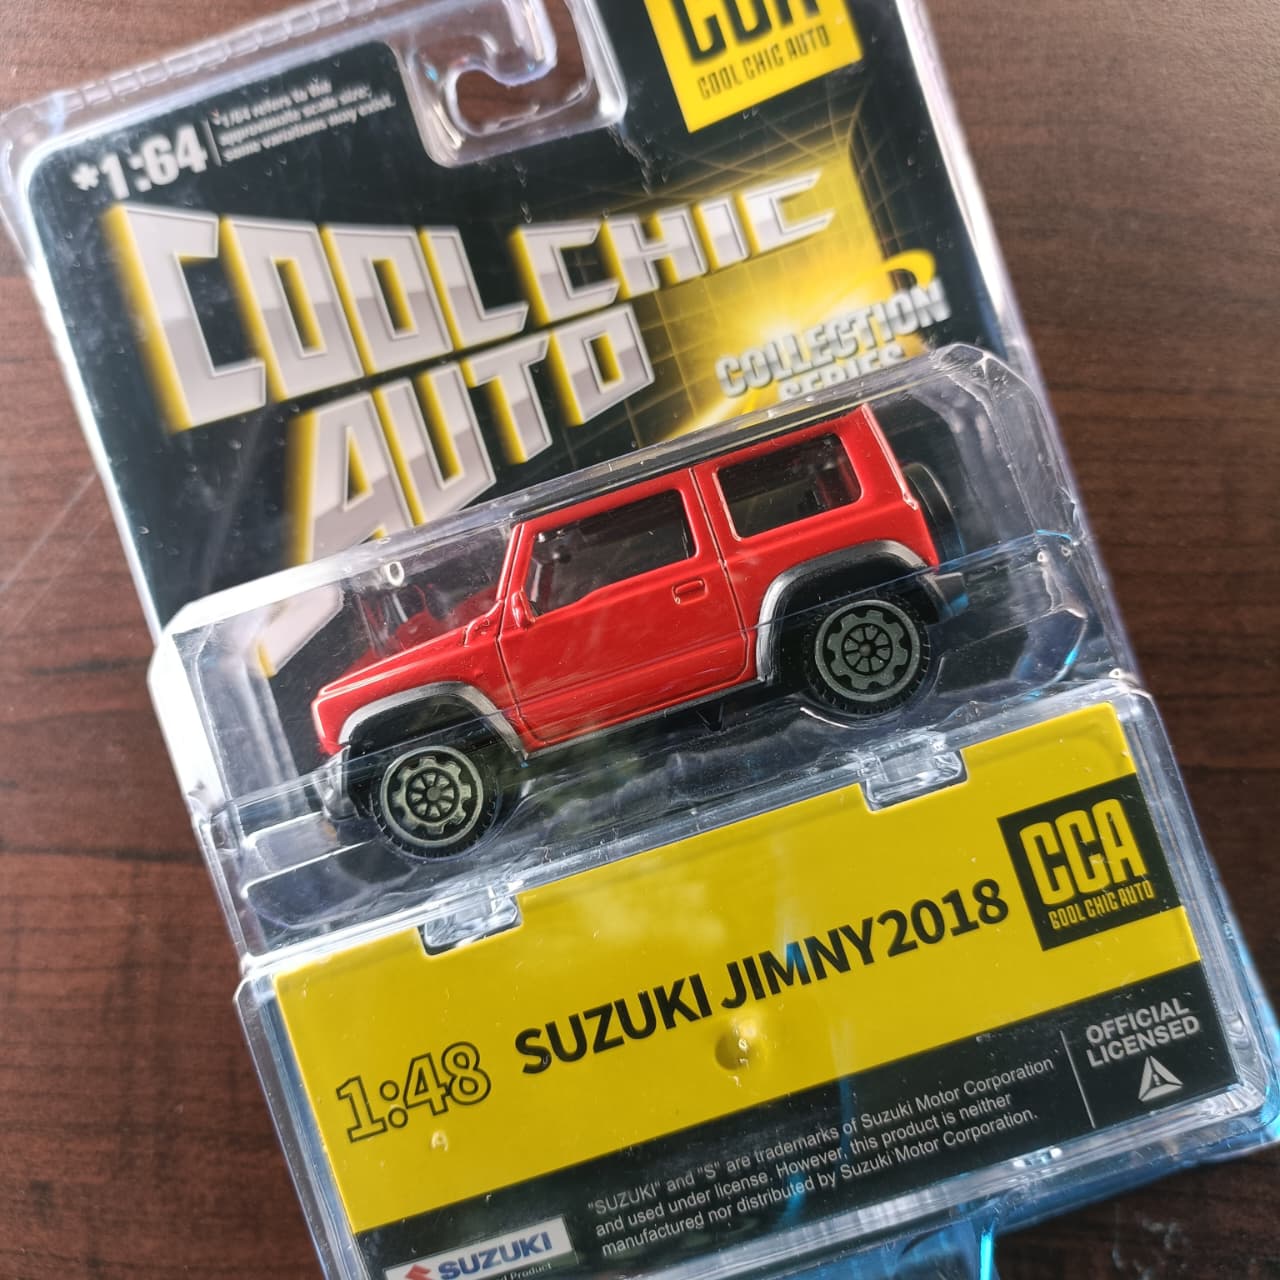 CCA
COOL CHIC AUTO
*1:64
*1/64 refers to the
approximate scale size;
some variations may exist.
COOL CHIC
AUTO
COLLECTION
SERIES
CCA
COOL CHIC AUTO
1:48 SUZUKI JIMNY2018
OFFICIAL
LICENSED
"SUZUKI" and "S" are trademarks of Suzuki Motor Corporation
and used under license. However, this product is neither
manufactured nor distributed by Suzuki Motor Corporation.
SUZUKI
Product